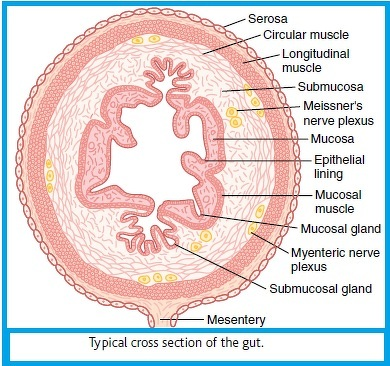 Serosa
Circular muscle
Longitudinal
muscle
Submucosa
Meissner's
nerve plexus
Mucosa
Epithelial
lining
Mucosal
muscle
Mucosal gland
Myenteric nerve
plexus
Submucosal gland
Mesentery
Typical cross section of the gut.